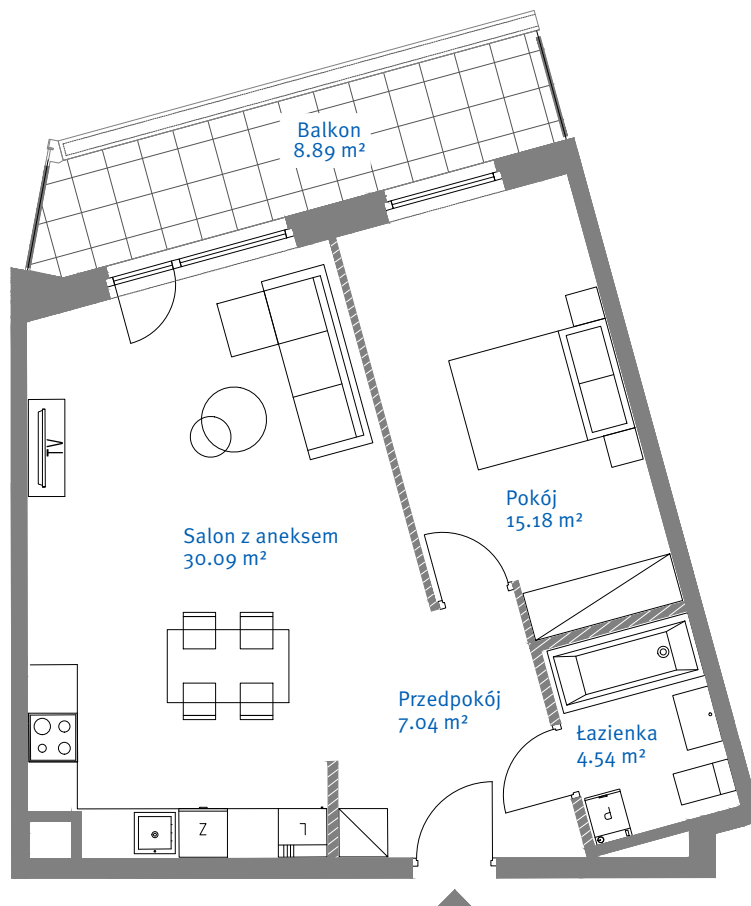 Balkon
8.89 m²
TV
Pokój
15.18 m²
Salon z aneksem
30.09 m²
Przedpokój
7.04 m²
Łazienka
4.54 m²
P
Z
L